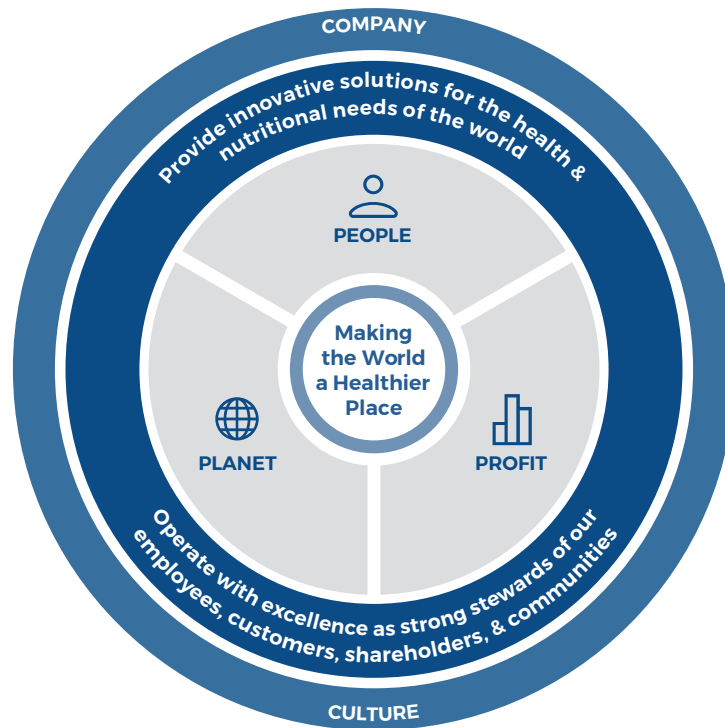 COMPANY
Provide innovative solutions for the health &
nutritional needs of the world
PEOPLE
Making
the World
a Healthier
Place
PLANET
PROFIT
Operate with excellence as strong stewards of our
employees, customers, shareholders, & communities
CULTURE